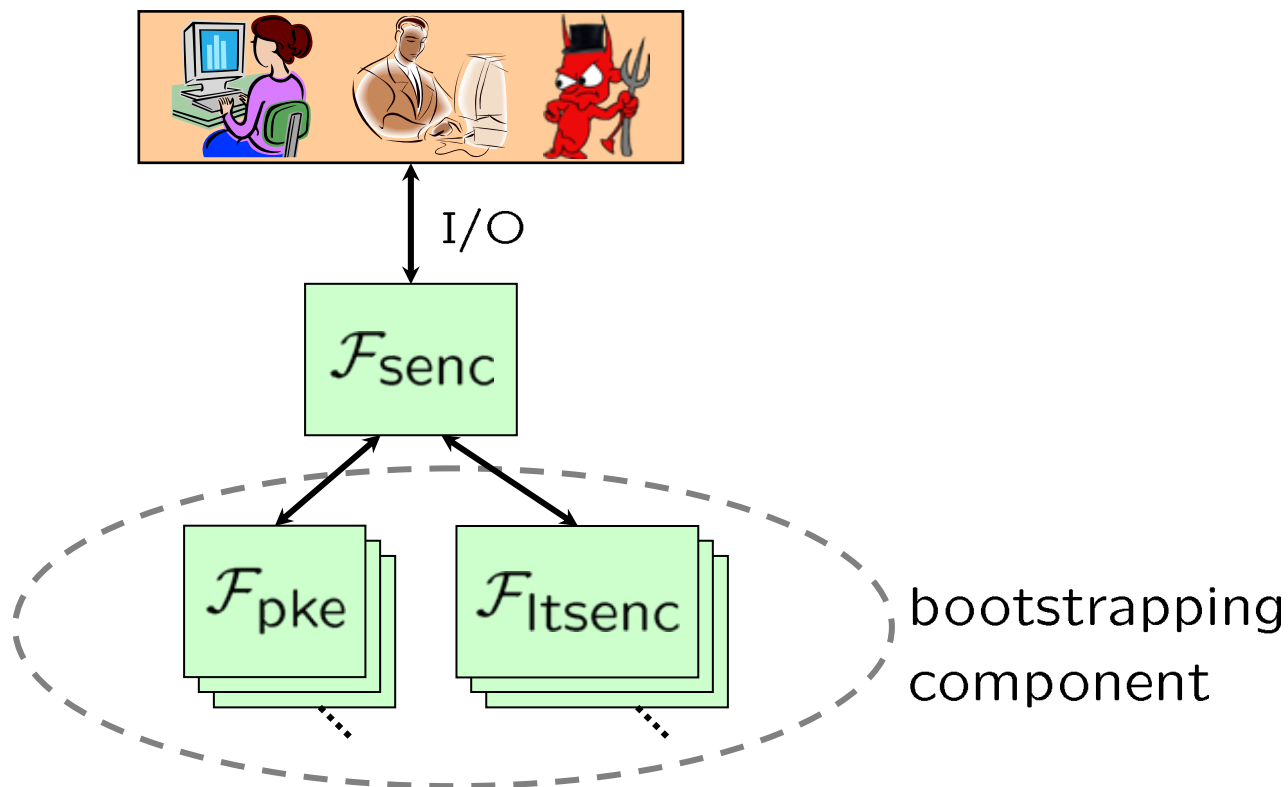 I/O
ℱsenc
ℱpke
ℱltsenc
bootstrapping
component